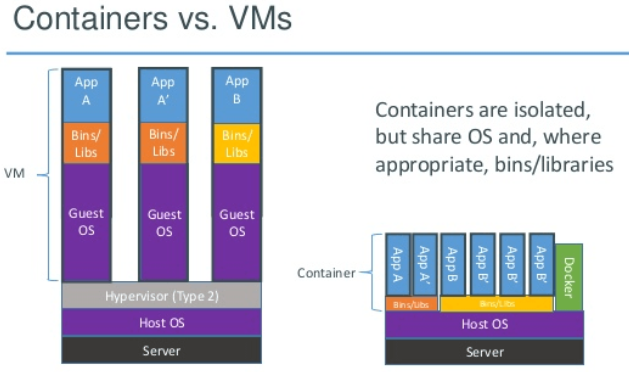 Containers vs. VMs
App
A
App
A′
App
B
Bins/
Libs
Bins/
Libs
Bins/
Libs
VM
Guest
OS
Guest
OS
Guest
OS
Hypervisor (Type 2)
Host OS
Server
Containers are isolated,
but share OS and, where
appropriate, bins/libraries
Container
App A
App A′
App B
App B′
App B′
App B′
Docker
Bins/Libs
Bins/Libs
Host OS
Server